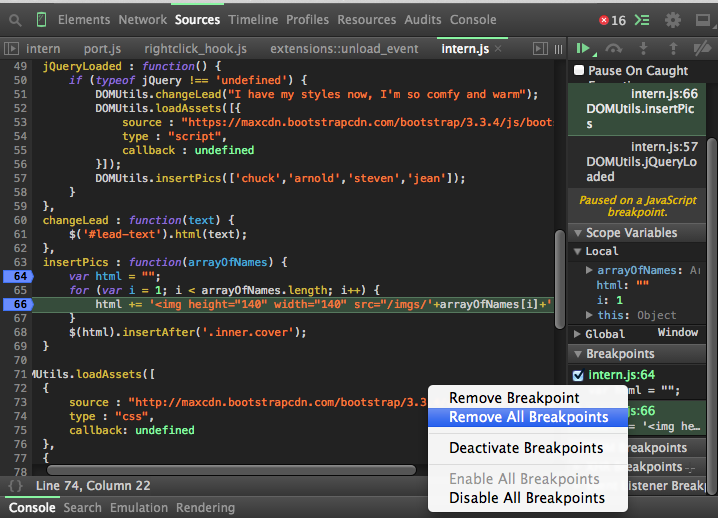 Elements Network Sources Timeline Profiles Resources Audits Console 16
intern port.js rightclick_hook.js extensions::unload_event intern.js ×
49 jQueryLoaded : function() {
50 if (typeof jQuery !== 'undefined') {
51 DOMUtils.changeLead("I have my styles now, I'm so comfy and warm");
52 DOMUtils.loadAssets([{
53 source : "https://maxcdn.bootstrapcdn.com/bootstrap/3.3.4/js/boot
54 type : "script",
55 callback : undefined
56 }]);
57 DOMUtils.insertPics(['chuck','arnold','steven','jean']);
58 }
59 },
60 changeLead : function(text) {
61 $('#lead-text').html(text);
62 },
63 insertPics : function(arrayOfNames) {
64 var html = "";
65 for (var i = 1; i < arrayOfNames.length; i++) {
66 html += '<img height="140" width="140" src="/imgs/'+arrayOfNames[i]+'
67 }
68 $(html).insertAfter('.inner.cover');
69 }
70
71 MUtils.loadAssets([
72 {
73 source : "http://maxcdn.bootstrapcdn.com/bootstrap/3.3
74 type : "css",
75 callback: undefined
76 },
77 {
78
Line 74, Column 22
Pause On Caught
intern.js:66
DOMUtils.insertPic
s
intern.js:57
DOMUtils.jQueryLo
aded
Paused on a JavaScript
breakpoint.
Scope Variables
Local
arrayOfNames: Ar
html: ""
i: 1
this: Object
Global Window
Breakpoints
intern.js:64
ml = "";
s:66
= '<img he...
breakpoints
Breakpoints
istener Breakp
Remove Breakpoint
Remove All Breakpoints
Deactivate Breakpoints
Enable All Breakpoints
Disable All Breakpoints
Console Search Emulation Rendering